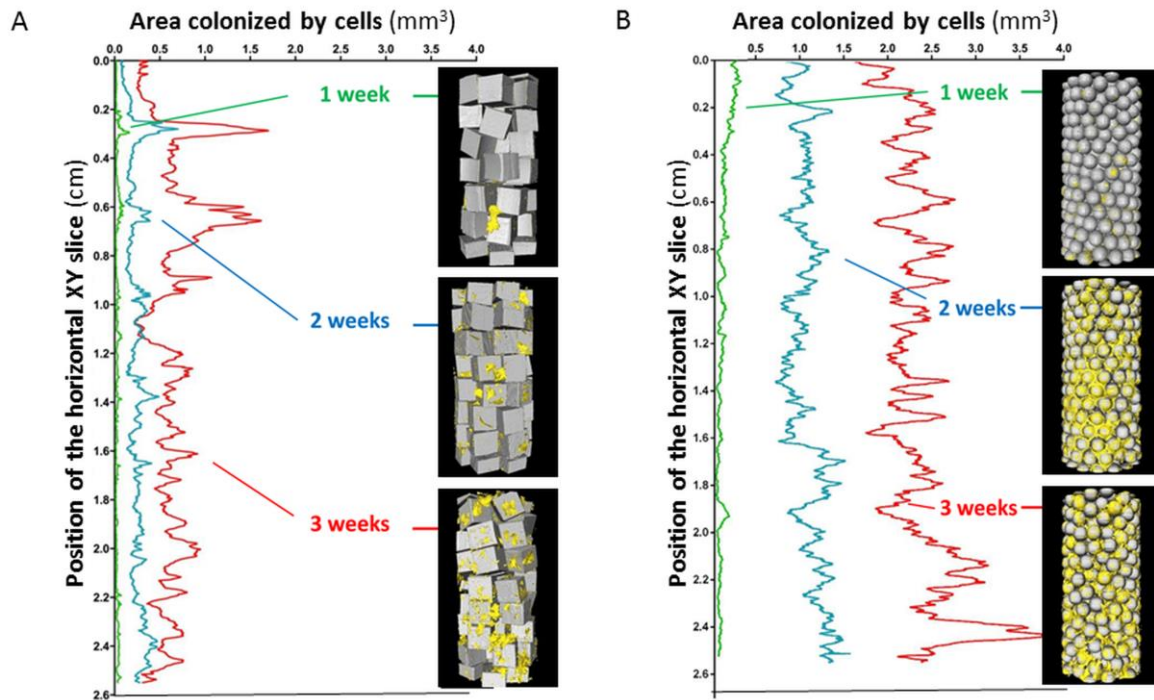 A
Area colonized by cells (mm³)
0.0 0.5 1.0 1.5 2.0 2.5 3.0 4.0
Position of the horizontal XY slice (cm)
0.0
0.2
0.4
0.6
0.8
1.0
1.2
1.4
1.6
1.8
2.0
2.2
2.4
2.6
1 week
2 weeks
3 weeks
B
Area colonized by cells (mm³)
0.5 1.0 1.5 2.0 2.5 3.0 4.0
Position of the horizontal XY slice (cm)
0.0
0.2
0.4
0.6
0.8
1.0
1.2
1.4
1.6
1.8
2.0
2.2
2.4
2.6
1 week
2 weeks
3 weeks